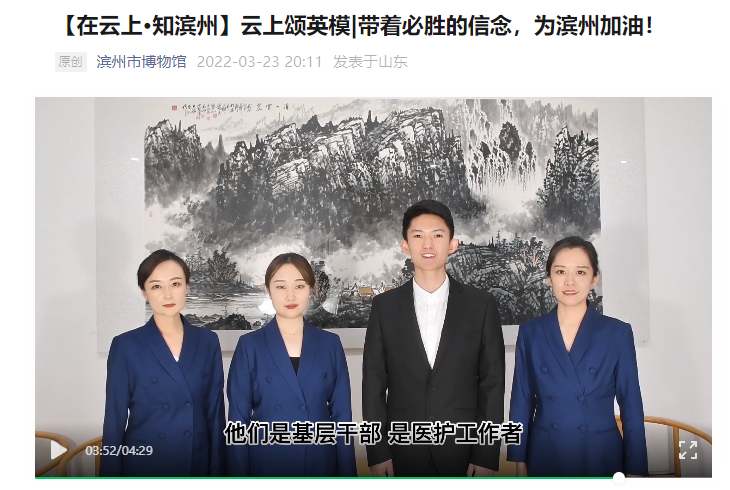 【在云上•知滨州】云上颂英模|带着必胜的信念，为滨州加油！
原创 滨州市博物馆 2022-03-23 20:11 发表于山东
他们是基层干部 是医护工作者
03:52/04:29